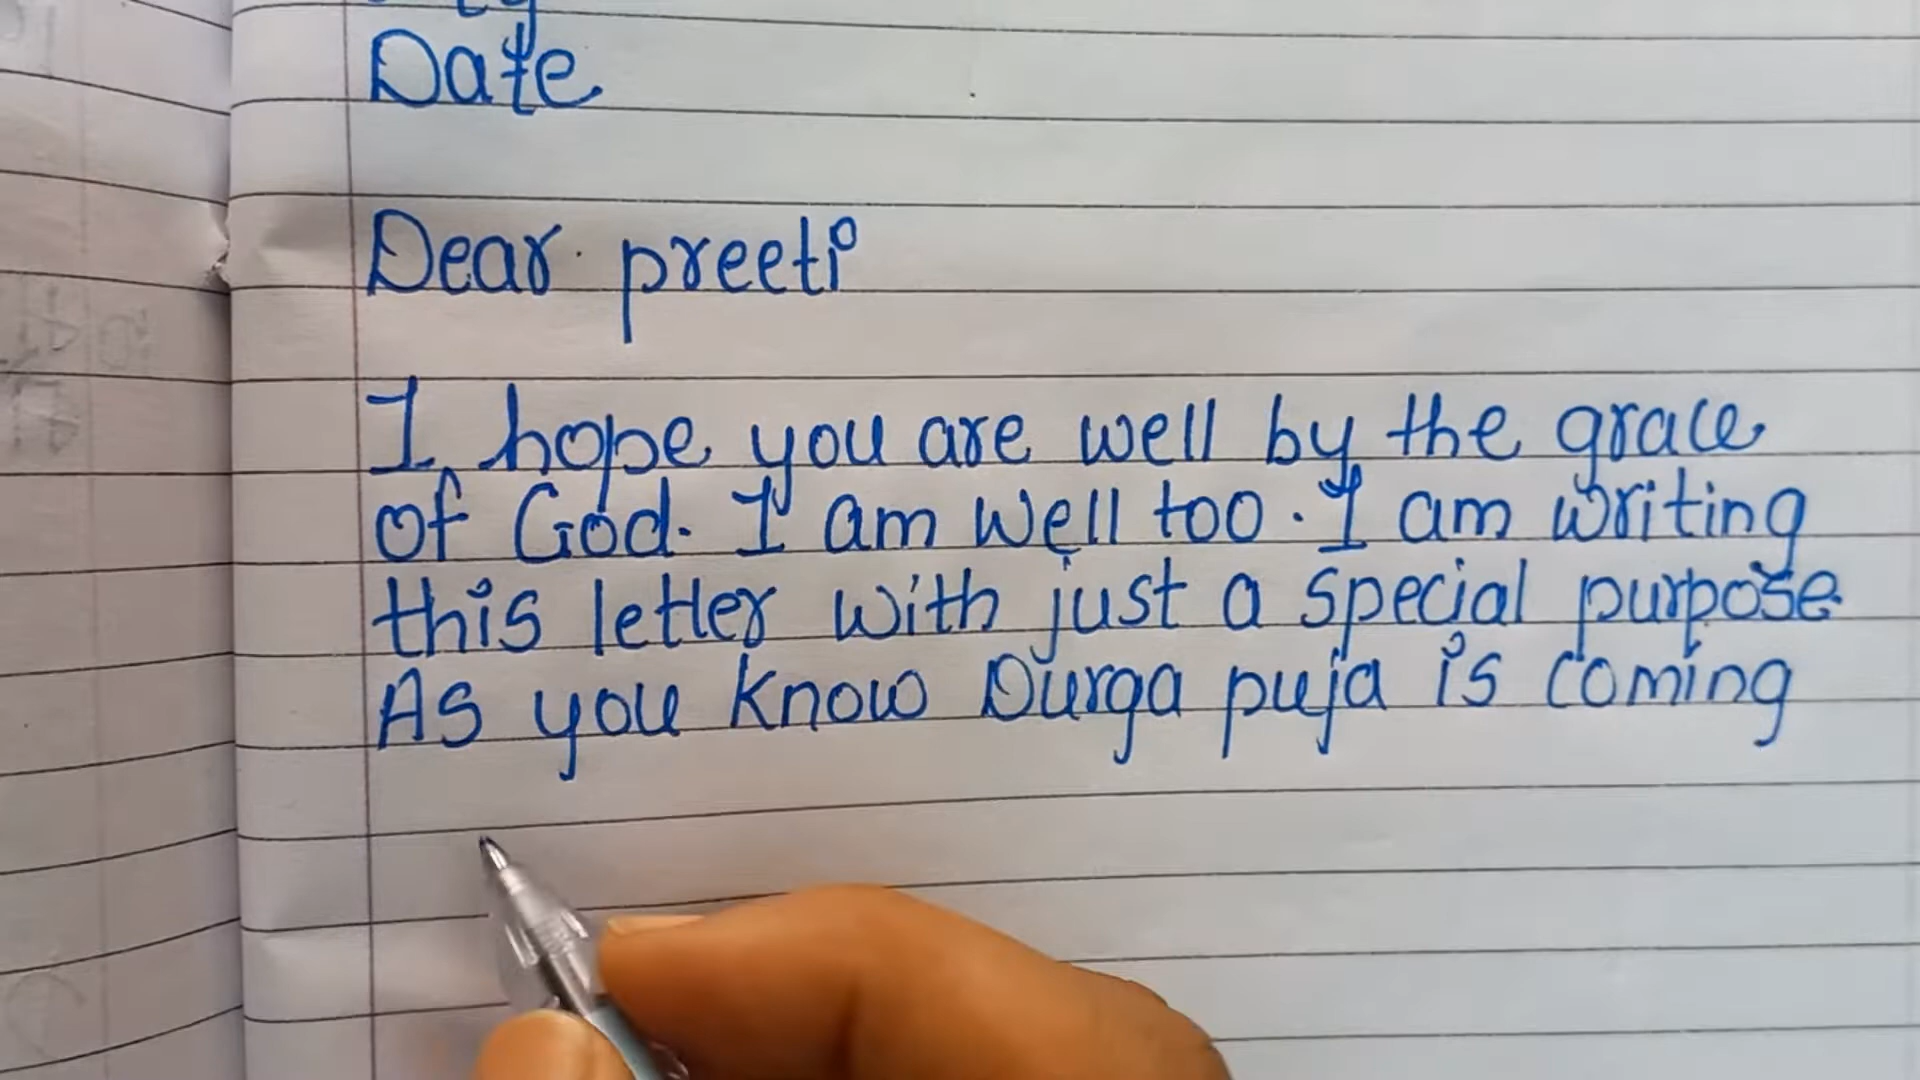 Date
Dear preeti
I hope you are well by the grace
of God. I am well too. I am writing
this letter with just a special purpose
As you know Durga puja is coming